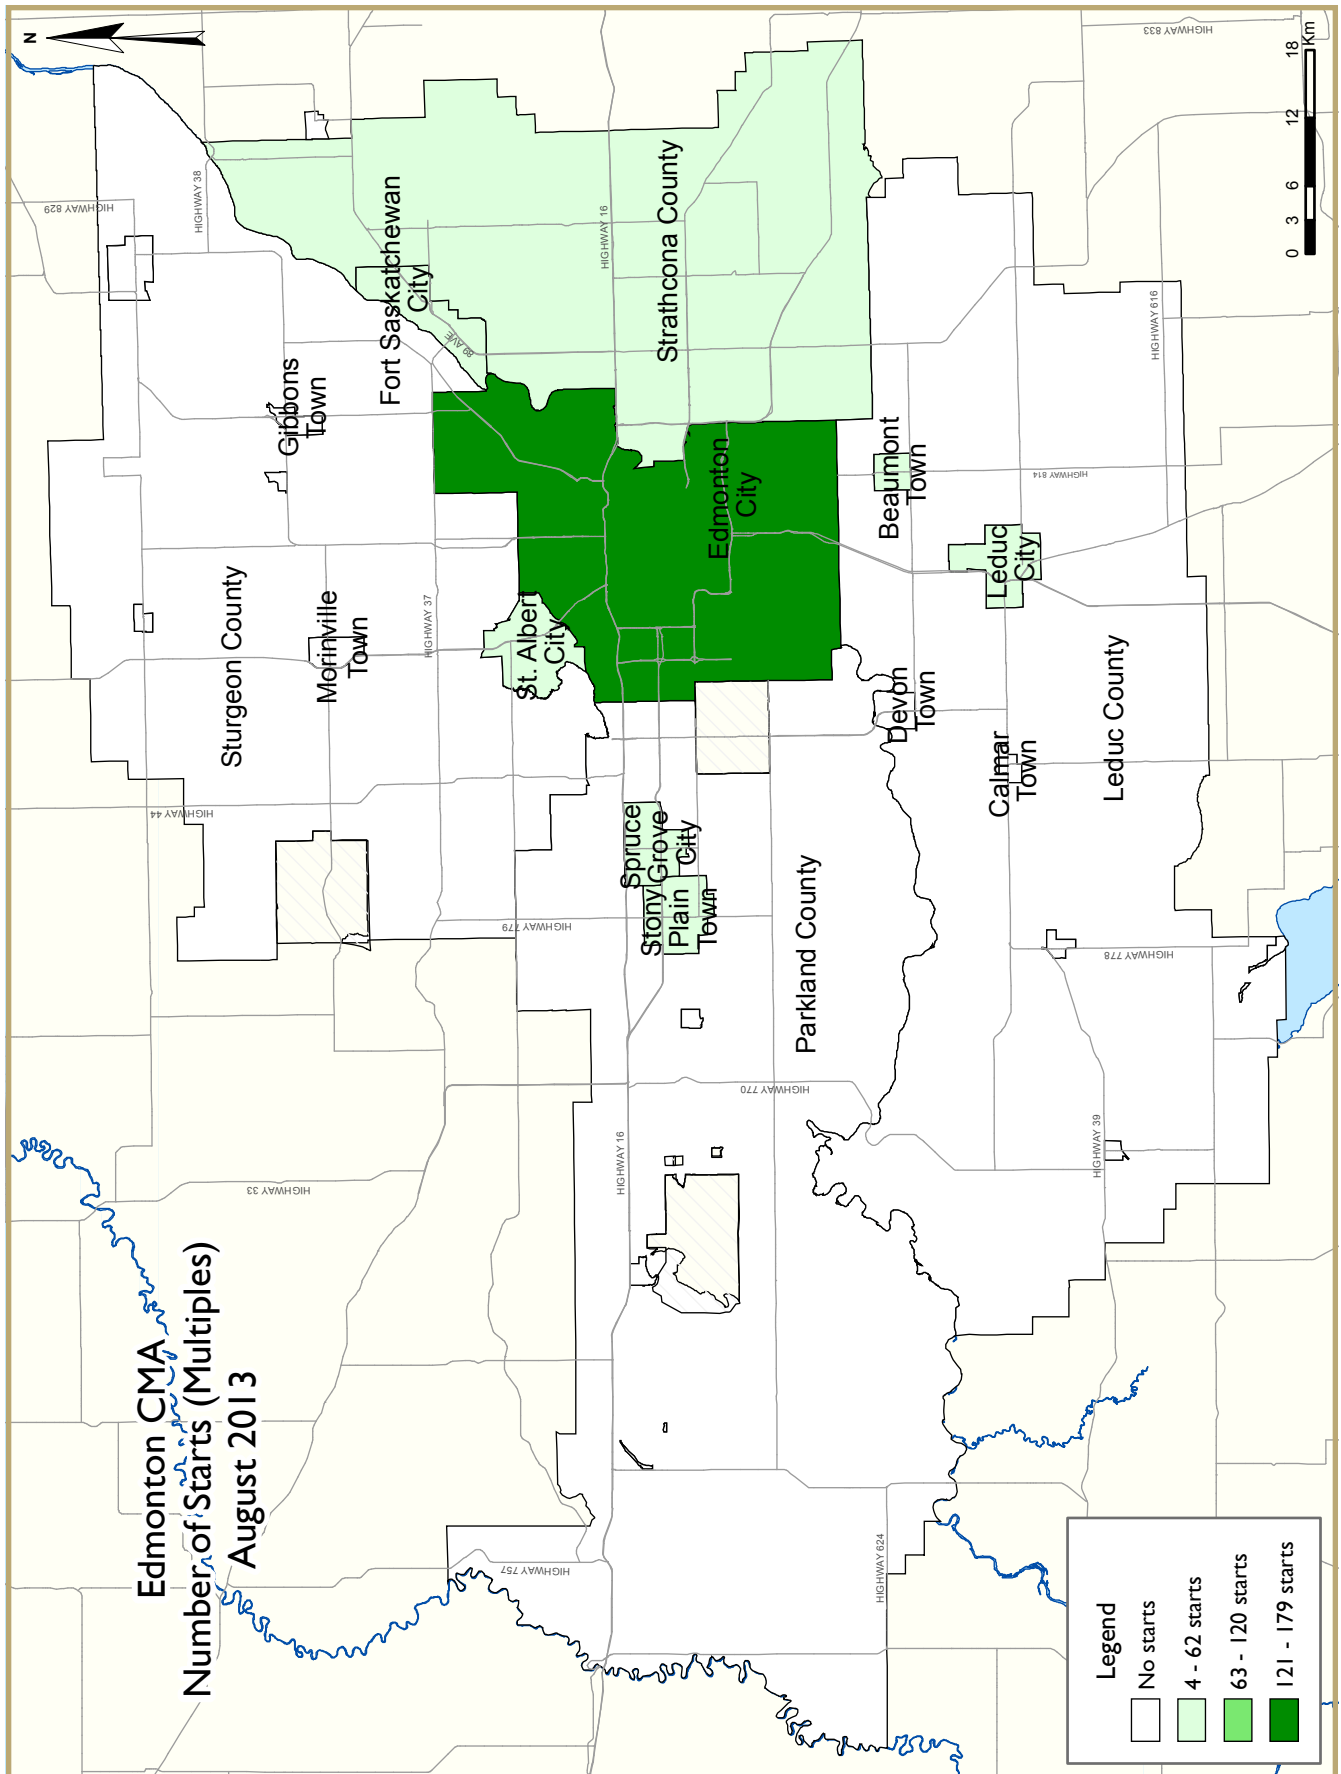 Edmonton CMA
Number of Starts (Multiples)
August 2013
N
HIGHWAY 829
HIGHWAY 38
HIGHWAY 833
HIGHWAY 44
HIGHWAY 33
Gibbons
Town
Fort Saskatchewan
City
89 AVE
Sturgeon County
Morinville
Town
HIGHWAY 37
St. Albert
City
HIGHWAY 779
HIGHWAY 757
HIGHWAY 16
HIGHWAY 16
Strathcona County
Edmonton
City
Spruce
Grove
City
Stony
Plain
Town
HIGHWAY 770
Parkland County
Beaumont
Town
Devon
Town
HIGHWAY 624
Leduc
City
HIGHWAY 814
Calmar
Town
Leduc County
HIGHWAY 778
HIGHWAY 39
HIGHWAY 616
Legend
No starts
4 - 62 starts
63 - 120 starts
121 - 179 starts
0 3 6 12 18
Km